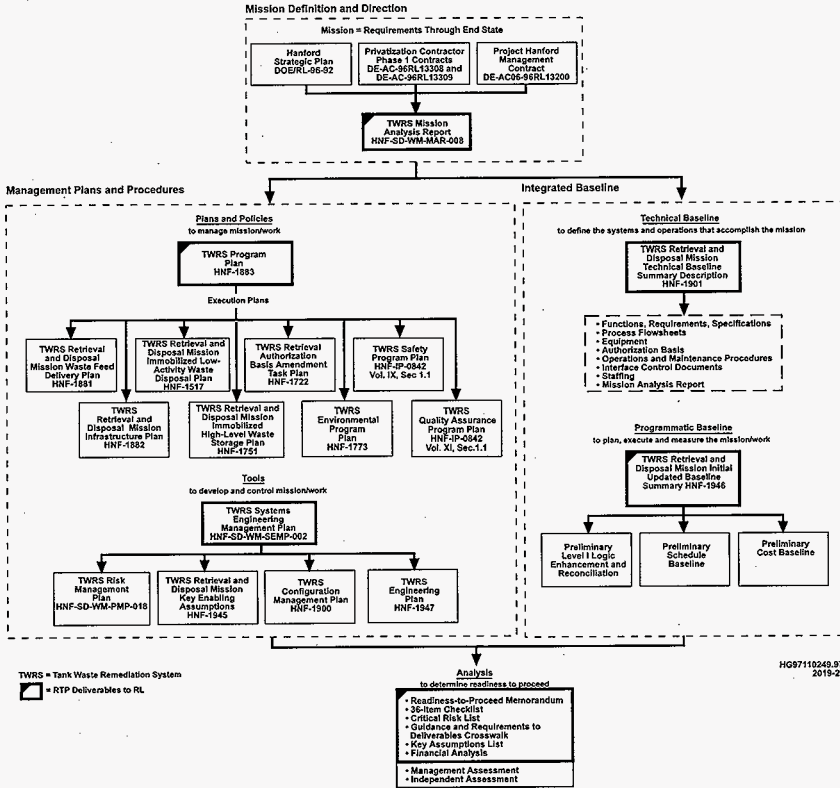 Mission Definition and Direction
Mission = Requirements Through End State
Hanford
Strategic Plan
DOE/RL-96-92
Privatization Contractor
Phase 1 Contracts
DE-AC-96RL13308 and
DE-AC-96RL13309
Project Hanford
Management
Contract
DE-AC06-96RL13200
TWRS Mission
Analysis Report
HNF-SD-WM-MAR-008
Management Plans and Procedures
Integrated Baseline
Plans and Policies
to manage mission/work
TWRS Program
Plan
HNF-1883
Execution Plans
TWRS Retrieval
and Disposal
Mission Waste Feed
Delivery Plan
HNF-1881
TWRS Retrieval and
Disposal Mission
Immobilized Low-
Activity Waste
Disposal Plan
HNF-1517
TWRS Retrieval
Authorization
Basis Amendment
Task Plan
HNF-1722
TWRS Safety
Program Plan
HNF-IP-0842
Vol. IX, Sec 1.1
TWRS
Retrieval and
Disposal Mission
Infrastructure Plan
HNF-1882
TWRS Retrieval and
Disposal Mission
Immobilized
High-Level Waste
Storage Plan
HNF-1751
TWRS
Environmental
Program
Plan
HNF-1773
TWRS
Quality Assurance
Program Plan
HNF-IP-0842
Vol. XI, Sec.1.1
Tools
to develop and control mission/work
TWRS Systems
Engineering
Management Plan
HNF-SD-WM-SEMP-002
TWRS Risk
Management
Plan
HNF-SD-WM-PMP-018
TWRS Retrieval and
Disposal Mission
Key Enabling
Assumptions
HNF-1945
TWRS
Configuration
Management Plan
HNF-1900
TWRS
Engineering
Plan
HNF-1947
Technical Baseline
to define the systems and operations that accomplish the mission
TWRS Retrieval and
Disposal Mission
Technical Baseline
Summary Description
HNF-1901
• Functions, Requirements, Specifications
• Process Flowsheets
• Equipment
• Authorization Basis
• Operations and Maintenance Procedures
• Interface Control Documents
• Staffing
• Mission Analysis Report
Programmatic Baseline
to plan, execute and measure the mission/work
TWRS Retrieval and
Disposal Mission Initial
Updated Baseline
Summary HNF-1946
Preliminary
Level I Logic
Enhancement and
Reconciliation
Preliminary
Schedule
Baseline
Preliminary
Cost Baseline
TWRS = Tank Waste Remediation System
= RTP Deliverables to RL
HG97110249.9
2019-2
Analysis
to determine readiness to proceed
• Readiness-to-Proceed Memorandum
• 36-Item Checklist
• Critical Risk List
• Guidance and Requirements to
Deliverables Crosswalk
• Key Assumptions List
• Financial Analysis
• Management Assessment
• Independent Assessment